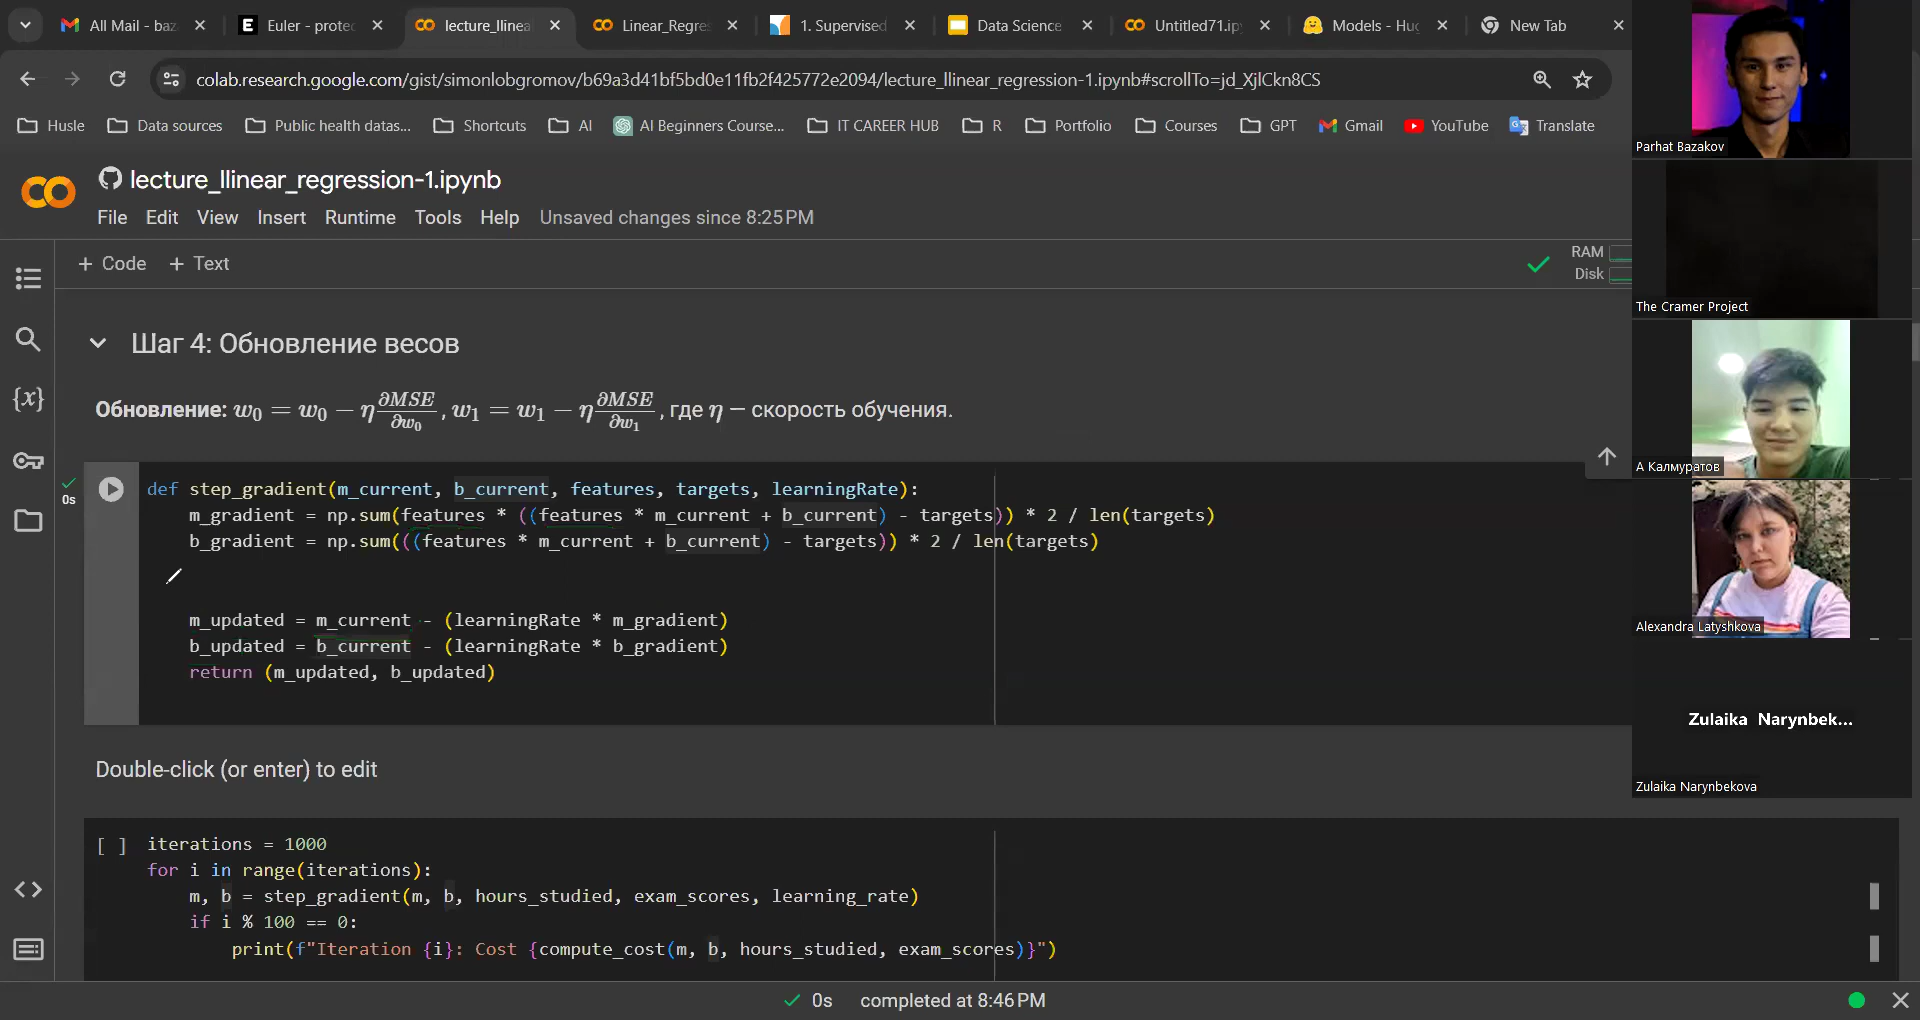 All Mail - baz
Euler - protec
lecture_llinea
Linear_Regre
1. Supervised
Data Science
Untitled71.ip
Models - Hug
New Tab
colab.research.google.com/gist/simonlobgromov/b69a3d41bf5bd0e11fb2f425772e2094/lecture_llinear_regression-1.ipynb#scrollTo=jd_XjlCkn8CS
Husle
Data sources
Public health datas...
Shortcuts
AI
AI Beginners Course...
IT CAREER HUB
R
Portfolio
Courses
GPT
Gmail
YouTube
Translate
lecture_llinear_regression-1.ipynb
File Edit View Insert Runtime Tools Help Unsaved changes since 8:25 PM
+ Code + Text
RAM
Disk
Шаг 4: Обновление весов
Обновление: w₀ = w₀ − η ∂MSE/∂w₀, w₁ = w₁ − η ∂MSE/∂w₁, где η — скорость обучения.
0s
def step_gradient(m_current, b_current, features, targets, learningRate):
    m_gradient = np.sum(features * ((features * m_current + b_current) - targets)) * 2 / len(targets)
    b_gradient = np.sum(((features * m_current + b_current) - targets)) * 2 / len(targets)
    m_updated = m_current - (learningRate * m_gradient)
    b_updated = b_current - (learningRate * b_gradient)
    return (m_updated, b_updated)
Double-click (or enter) to edit
[ ] iterations = 1000
for i in range(iterations):
    m, b = step_gradient(m, b, hours_studied, exam_scores, learning_rate)
    if i % 100 == 0:
        print(f"Iteration {i}: Cost {compute_cost(m, b, hours_studied, exam_scores)}")
0s completed at 8:46 PM
Parhat Bazakov
The Cramer Project
А Калмуратов
Alexandra Latyshkova
Zulaika Narynbek...
Zulaika Narynbekova